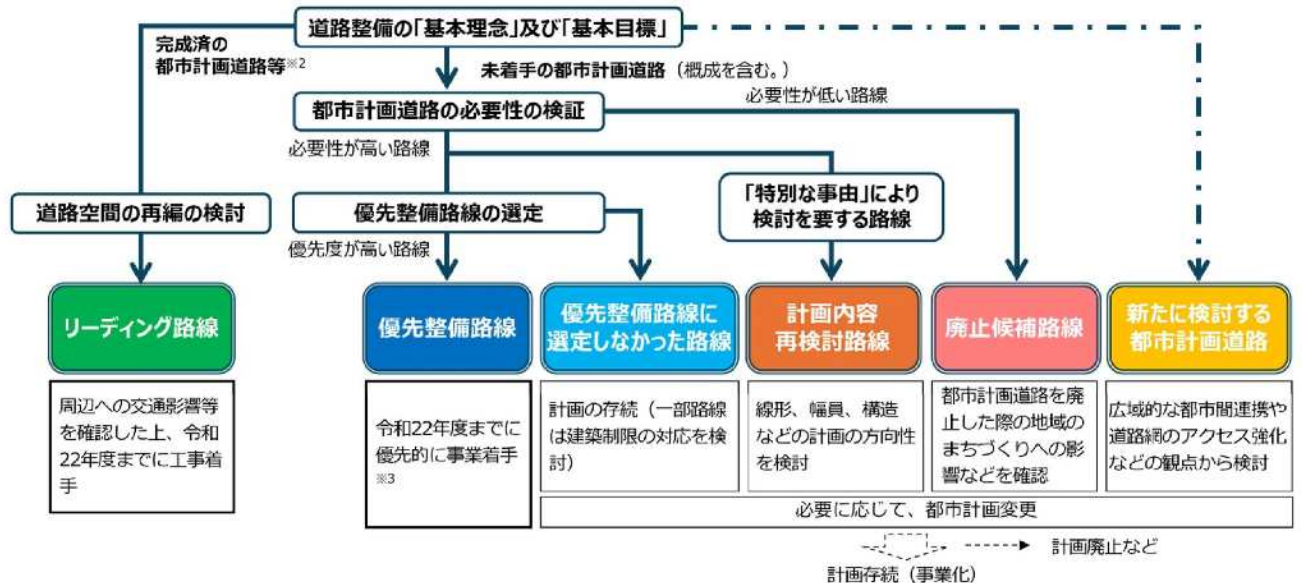 道路整備の「基本理念」及び「基本目標」
完成済の
都市計画道路等※2
未着手の都市計画道路（概成を含む。）
都市計画道路の必要性の検証
必要性が低い路線
必要性が高い路線
道路空間の再編の検討
優先整備路線の選定
「特別な事由」により
検討を要する路線
優先度が高い路線
リーディング路線
優先整備路線
優先整備路線に
選定しなかった路線
計画内容
再検討路線
廃止候補路線
新たに検討する
都市計画道路
周辺への交通影響等
を確認した上、令和
22年度までに工事着
手
令和22年度までに
優先的に事業着手
※3
計画の存続（一部路線
は建築制限の対応を検
討）
線形、幅員、構造
などの計画の方向性
を検討
都市計画道路を廃
止した際の地域の
まちづくりへの影
響などを確認
広域的な都市間連携や
道路網のアクセス強化
などの観点から検討
必要に応じて、都市計画変更
計画廃止など
計画存続（事業化）